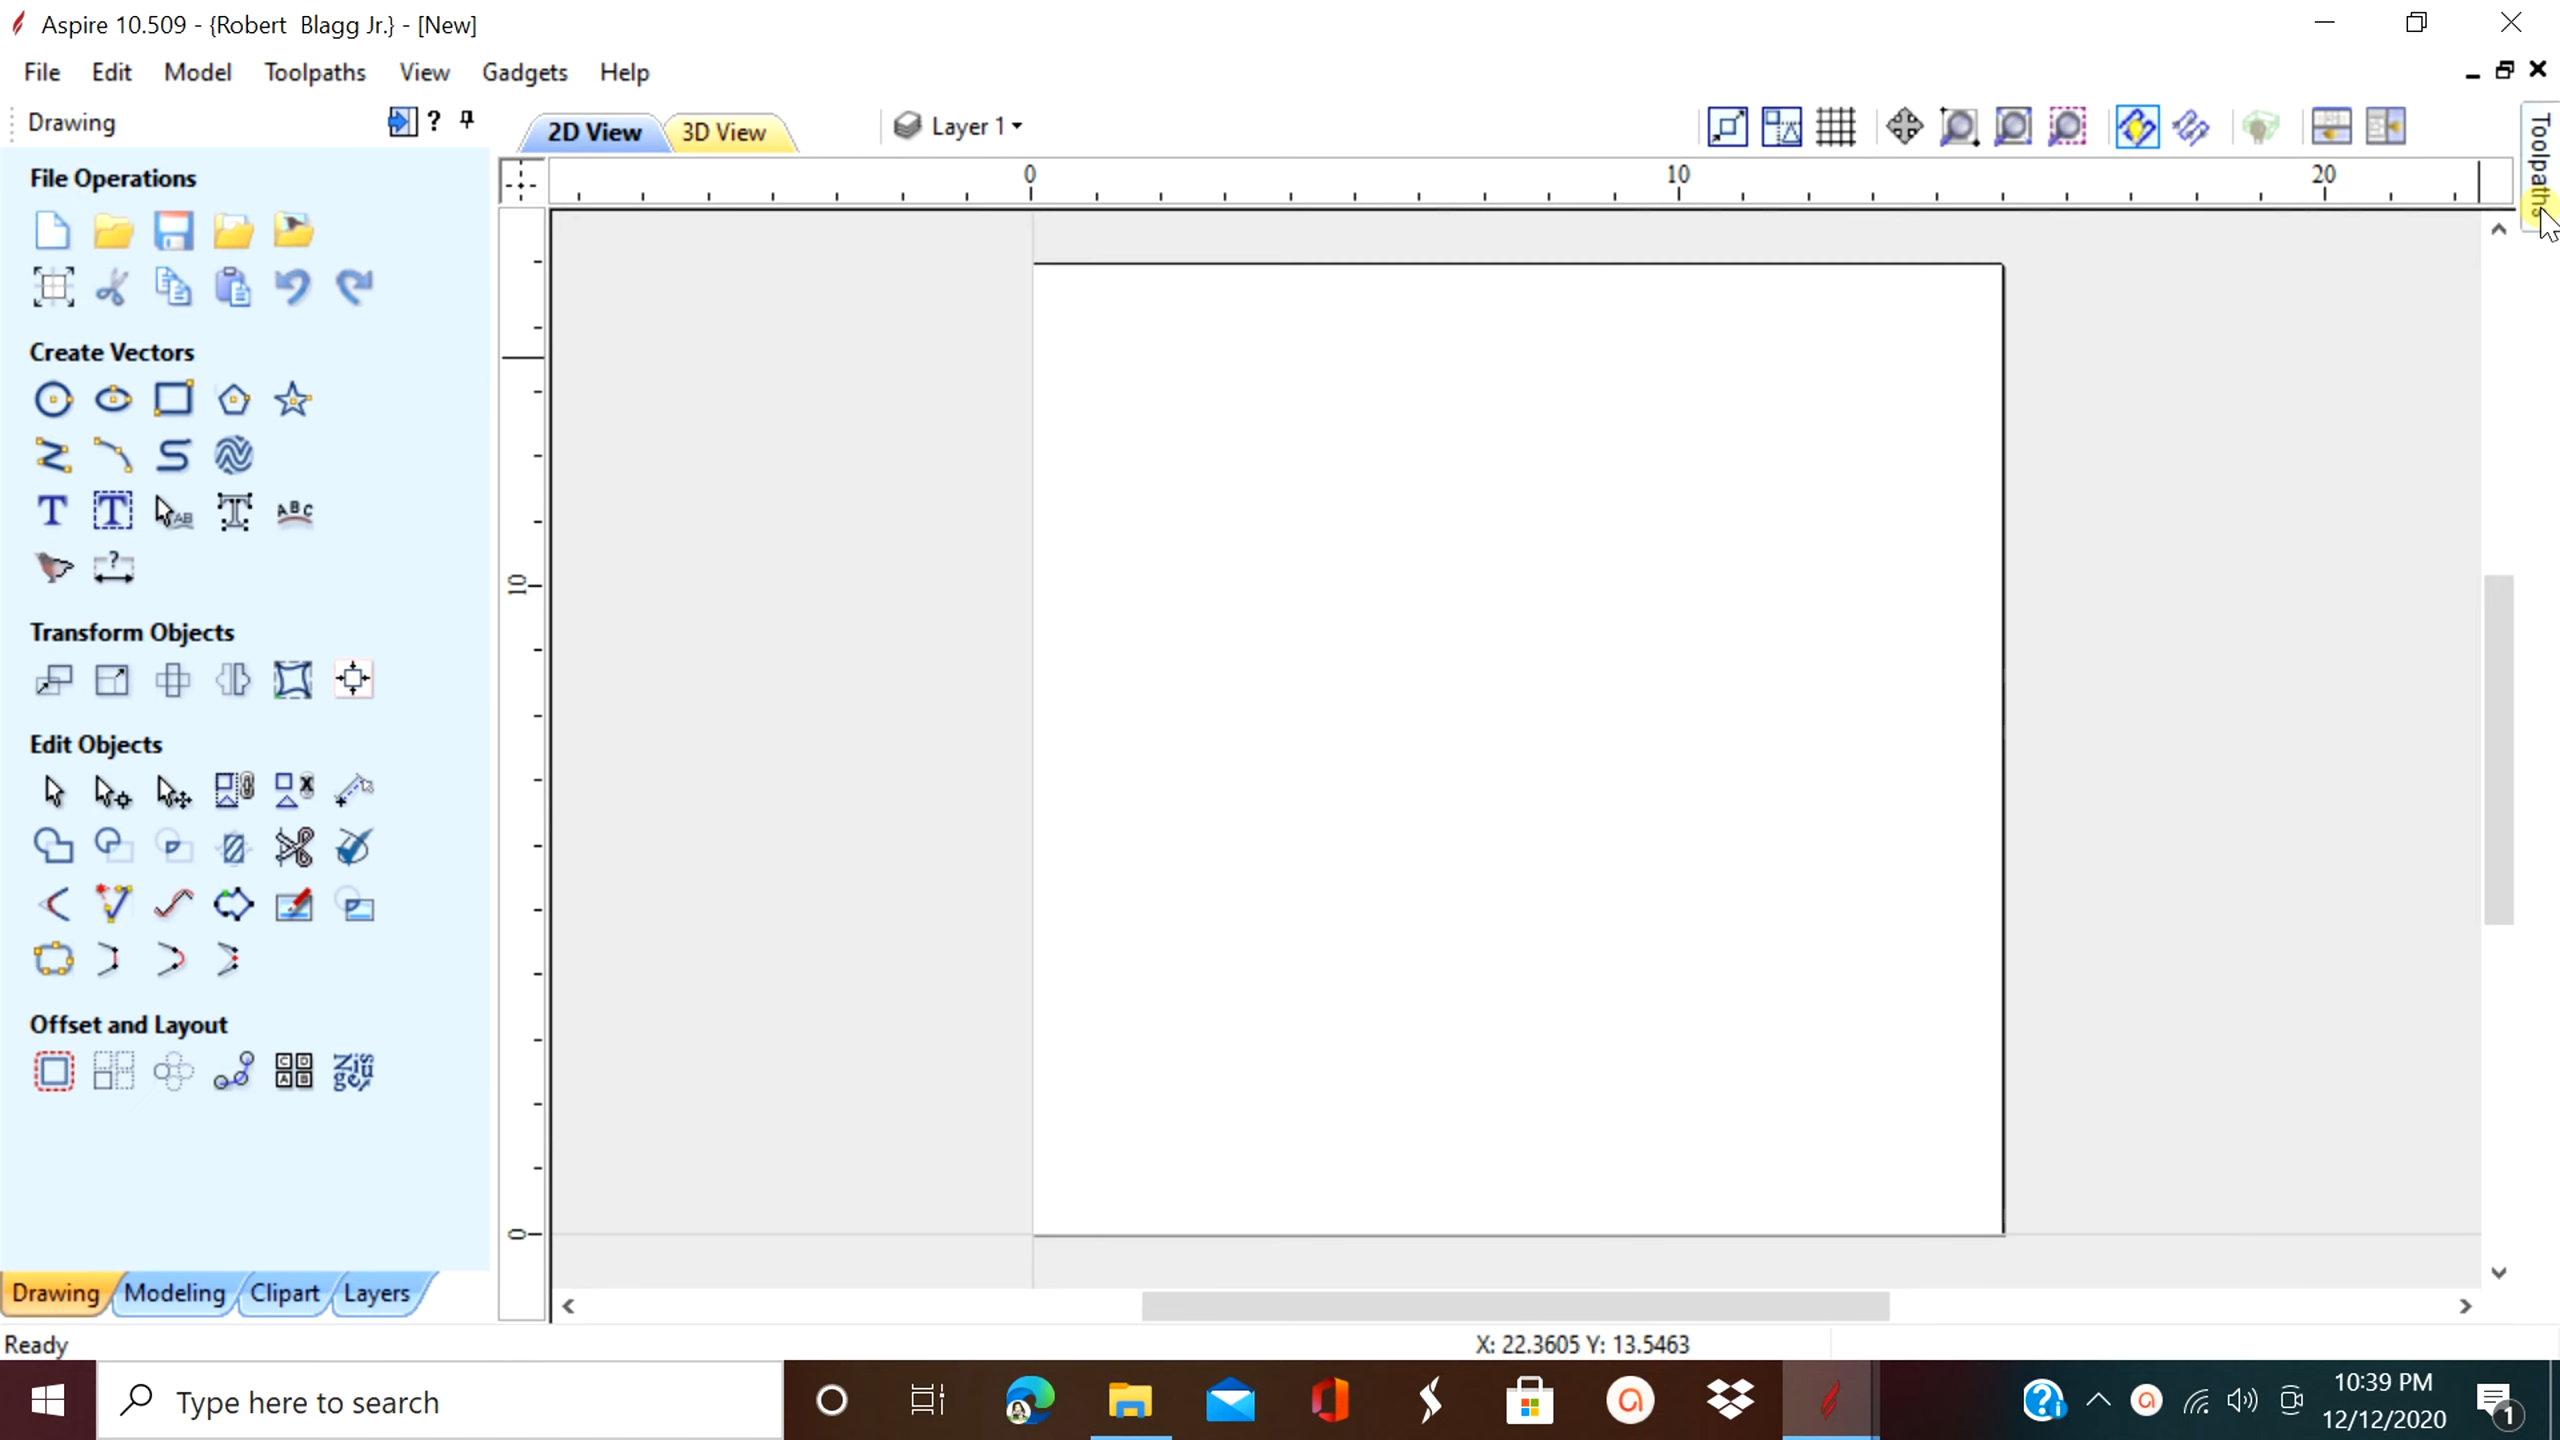 Aspire 10.509 - {Robert Blagg Jr.} - [New]
File Edit Model Toolpaths View Gadgets Help
Drawing ?
2D View 3D View Layer 1
Toolpaths
0 10 20
10
0
File Operations
Create Vectors
T T AB T ABC
?
Transform Objects
Edit Objects
Offset and Layout
Drawing Modeling Clipart Layers
Ready
X: 22.3605 Y: 13.5463
Type here to search
10:39 PM
12/12/2020
1